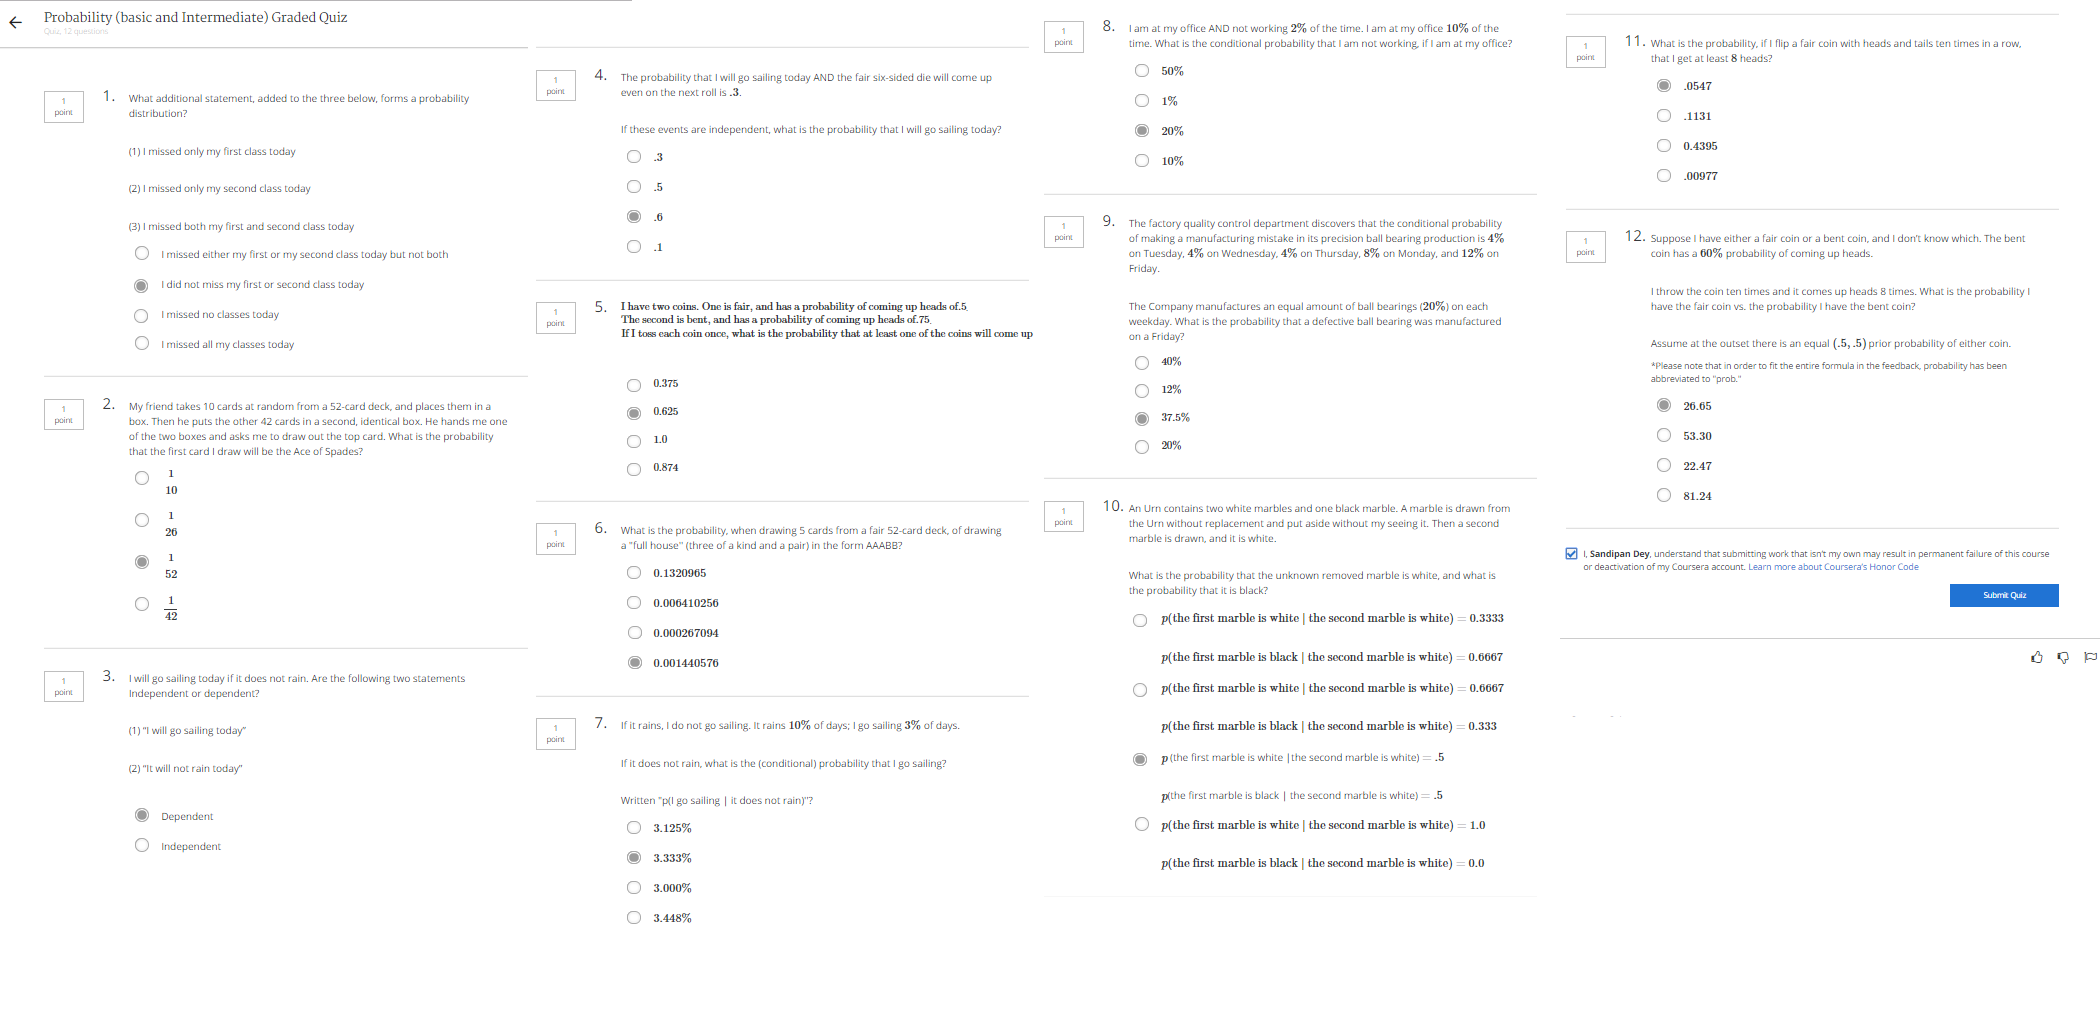 Probability (basic and Intermediate) Graded Quiz
Quiz, 12 questions
1
point
1.
What additional statement, added to the three below, forms a probability
distribution?
(1) I missed only my first class today
(2) I missed only my second class today
(3) I missed both my first and second class today
I missed either my first or my second class today but not both
I did not miss my first or second class today
I missed no classes today
I missed all my classes today
1
point
2.
My friend takes 10 cards at random from a 52-card deck, and places them in a
box. Then he puts the other 42 cards in a second, identical box. He hands me one
of the two boxes and asks me to draw out the top card. What is the probability
that the first card I draw will be the Ace of Spades?
1
10
1
26
1
52
1
42
1
point
3.
I will go sailing today if it does not rain. Are the following two statements
Independent or dependent?
(1) "I will go sailing today"
(2) "It will not rain today"
Dependent
Independent
1
point
4.
The probability that I will go sailing today AND the fair six-sided die will come up
even on the next roll is .3.
If these events are independent, what is the probability that I will go sailing today?
.3
.5
.6
.1
1
point
5.
I have two coins. One is fair, and has a probability of coming up heads of.5
The second is bent, and has a probability of coming up heads of.75
If I toss each coin once, what is the probability that at least one of the coins will come up
0.375
0.625
1.0
0.874
1
point
6.
What is the probability, when drawing 5 cards from a fair 52-card deck, of drawing
a "full house" (three of a kind and a pair) in the form AAABB?
0.1320965
0.006410256
0.000267094
0.001440576
1
point
7.
If it rains, I do not go sailing. It rains 10% of days; I go sailing 3% of days.
If it does not rain, what is the (conditional) probability that I go sailing?
Written "p(I go sailing | it does not rain)"?
3.125%
3.333%
3.000%
3.448%
1
point
8.
I am at my office AND not working 2% of the time. I am at my office 10% of the
time. What is the conditional probability that I am not working, if I am at my office?
50%
1%
20%
10%
1
point
9.
The factory quality control department discovers that the conditional probability
of making a manufacturing mistake in its precision ball bearing production is 4%
on Tuesday, 4% on Wednesday, 4% on Thursday, 8% on Monday, and 12% on
Friday.
The Company manufactures an equal amount of ball bearings (20%) on each
weekday. What is the probability that a defective ball bearing was manufactured
on a Friday?
40%
12%
37.5%
20%
1
point
10.
An Urn contains two white marbles and one black marble. A marble is drawn from
the Urn without replacement and put aside without my seeing it. Then a second
marble is drawn, and it is white.
What is the probability that the unknown removed marble is white, and what is
the probability that it is black?
p(the first marble is white | the second marble is white) = 0.3333
p(the first marble is black | the second marble is white) = 0.6667
p(the first marble is white | the second marble is white) = 0.6667
p(the first marble is black | the second marble is white) = 0.333
p (the first marble is white |the second marble is white) = .5
p(the first marble is black | the second marble is white) = .5
p(the first marble is white | the second marble is white) = 1.0
p(the first marble is black | the second marble is white) = 0.0
1
point
11.
What is the probability, if I flip a fair coin with heads and tails ten times in a row,
that I get at least 8 heads?
.0547
.1131
0.4395
.00977
1
point
12.
Suppose I have either a fair coin or a bent coin, and I don't know which. The bent
coin has a 60% probability of coming up heads.
I throw the coin ten times and it comes up heads 8 times. What is the probability I
have the fair coin vs. the probability I have the bent coin?
Assume at the outset there is an equal (.5,.5) prior probability of either coin.
*Please note that in order to fit the entire formula in the feedback, probability has been
abbreviated to "prob."
26.65
53.30
22.47
81.24
I, Sandipan Dey, understand that submitting work that isn't my own may result in permanent failure of this course
or deactivation of my Coursera account. Learn more about Coursera's Honor Code
Submit Quiz